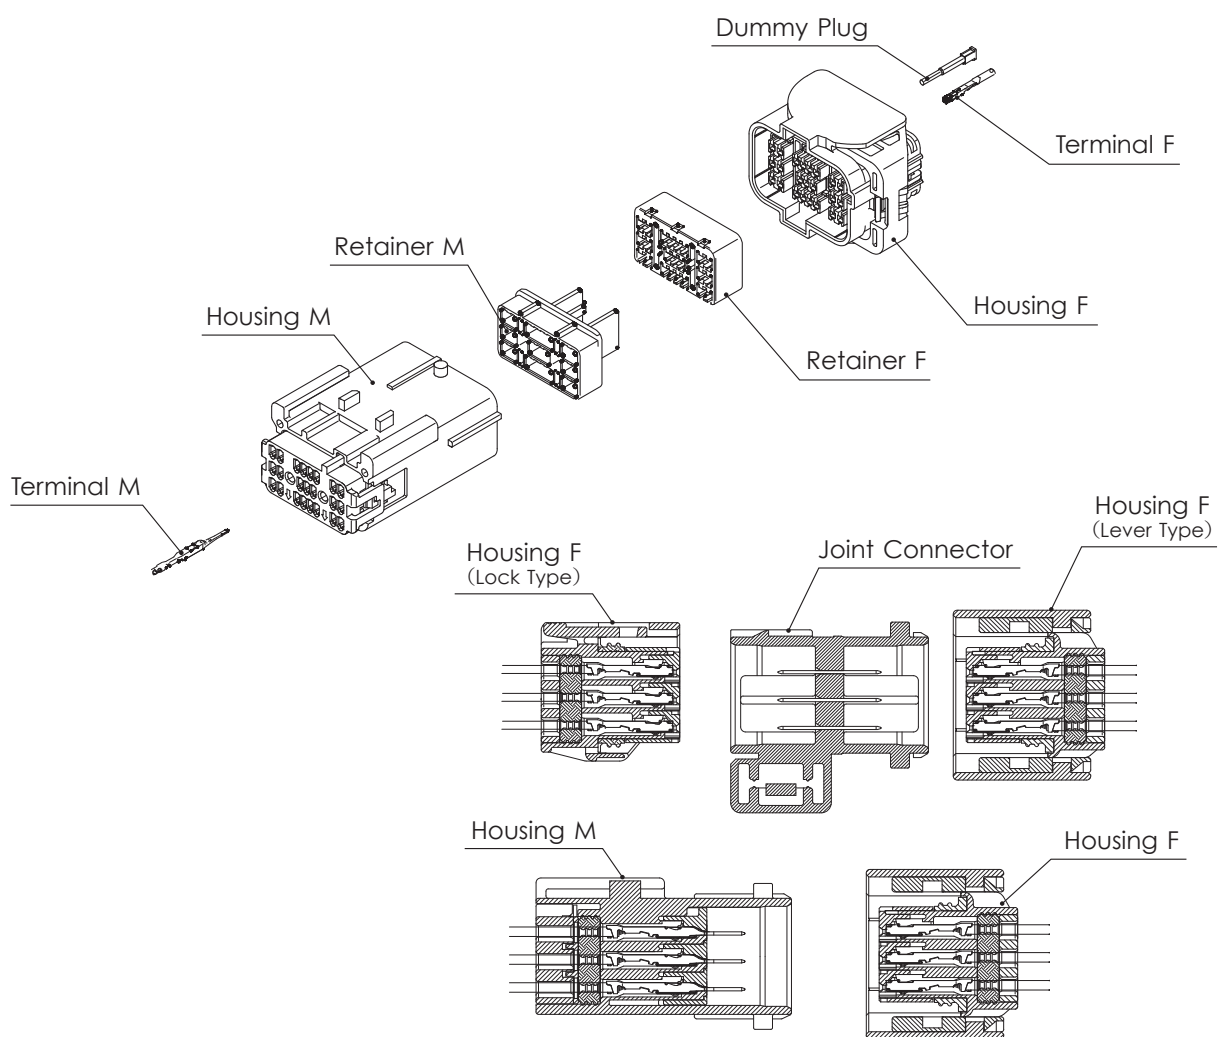 Dummy Plug
Terminal F
Retainer M
Housing M
Housing F
Retainer F
Terminal M
Housing F
(Lever Type)
Housing F
(Lock Type)
Joint Connector
Housing M
Housing F